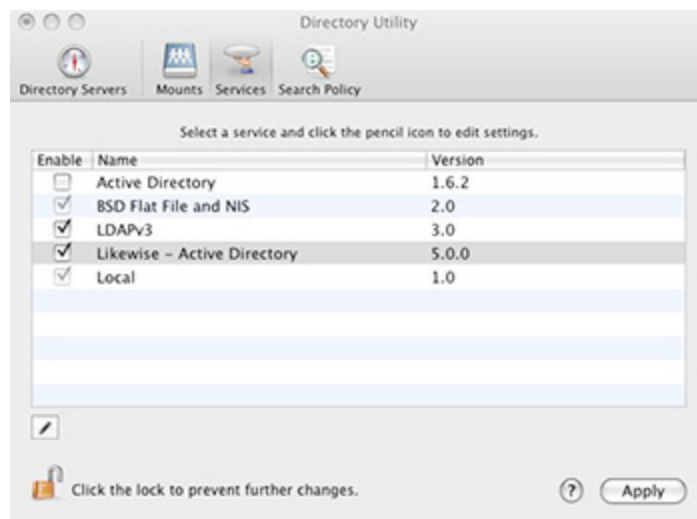 Directory Utility
Directory Servers Mounts Services Search Policy
Select a service and click the pencil icon to edit settings.
Enable Name Version
Active Directory 1.6.2
BSD Flat File and NIS 2.0
LDAPv3 3.0
Likewise – Active Directory 5.0.0
Local 1.0
Click the lock to prevent further changes. ? Apply